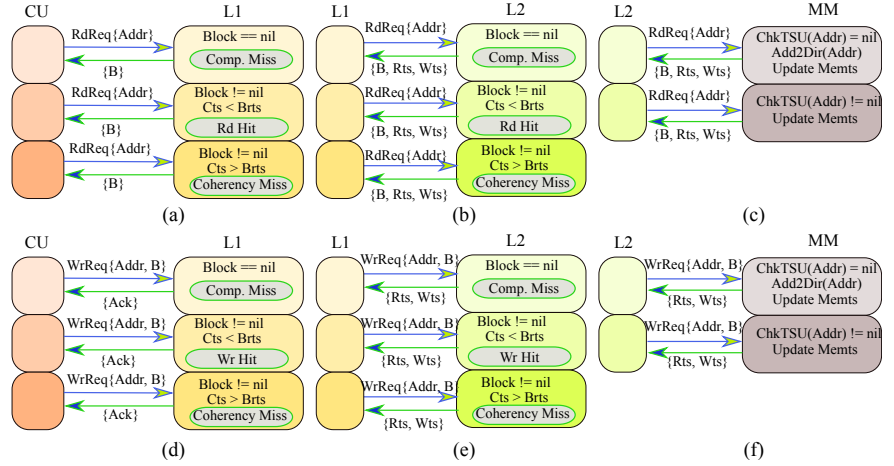 CU
L1
RdReq{Addr}
{B}
Block == nil
Comp. Miss
RdReq{Addr}
{B}
Block != nil
Cts < Brts
Rd Hit
RdReq{Addr}
{B}
Block != nil
Cts > Brts
Coherency Miss
(a)
L1
L2
RdReq{Addr}
{B, Rts, Wts}
Block == nil
Comp. Miss
RdReq{Addr}
{B, Rts, Wts}
Block != nil
Cts < Brts
Rd Hit
RdReq{Addr}
{B, Rts, Wts}
Block != nil
Cts > Brts
Coherency Miss
(b)
L2
MM
RdReq{Addr}
{B, Rts, Wts}
ChkTSU(Addr) = nil
Add2Dir(Addr)
Update Memts
RdReq{Addr}
{B, Rts, Wts}
ChkTSU(Addr) != nil
Update Memts
(c)
CU
L1
WrReq{Addr, B}
{Ack}
Block == nil
Comp. Miss
WrReq{Addr, B}
{Ack}
Block != nil
Cts < Brts
Wr Hit
WrReq{Addr, B}
{Ack}
Block != nil
Cts > Brts
Coherency Miss
(d)
L1
L2
WrReq{Addr, B}
{Rts, Wts}
Block == nil
Comp. Miss
WrReq{Addr, B}
{Rts, Wts}
Block != nil
Cts < Brts
Wr Hit
WrReq{Addr, B}
{Rts, Wts}
Block != nil
Cts > Brts
Coherency Miss
(e)
L2
MM
WrReq{Addr, B}
{Rts, Wts}
ChkTSU(Addr) = nil
Add2Dir(Addr)
Update Memts
WrReq{Addr, B}
{Rts, Wts}
ChkTSU(Addr) != nil
Update Memts
(f)